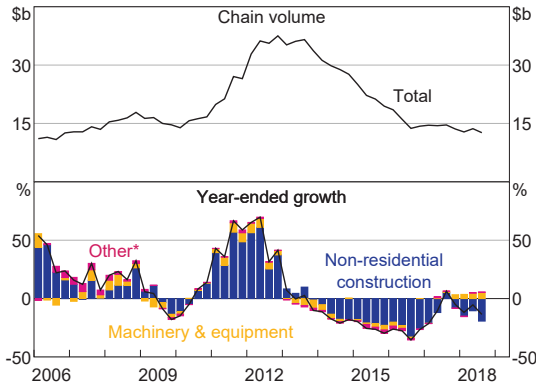 $b
Chain volume
$b
30
30
Total
15
15
%
Year-ended growth
%
50
Other*
50
Non-residential
construction
0
0
Machinery & equipment
-50
-50
2006
2009
2012
2015
2018